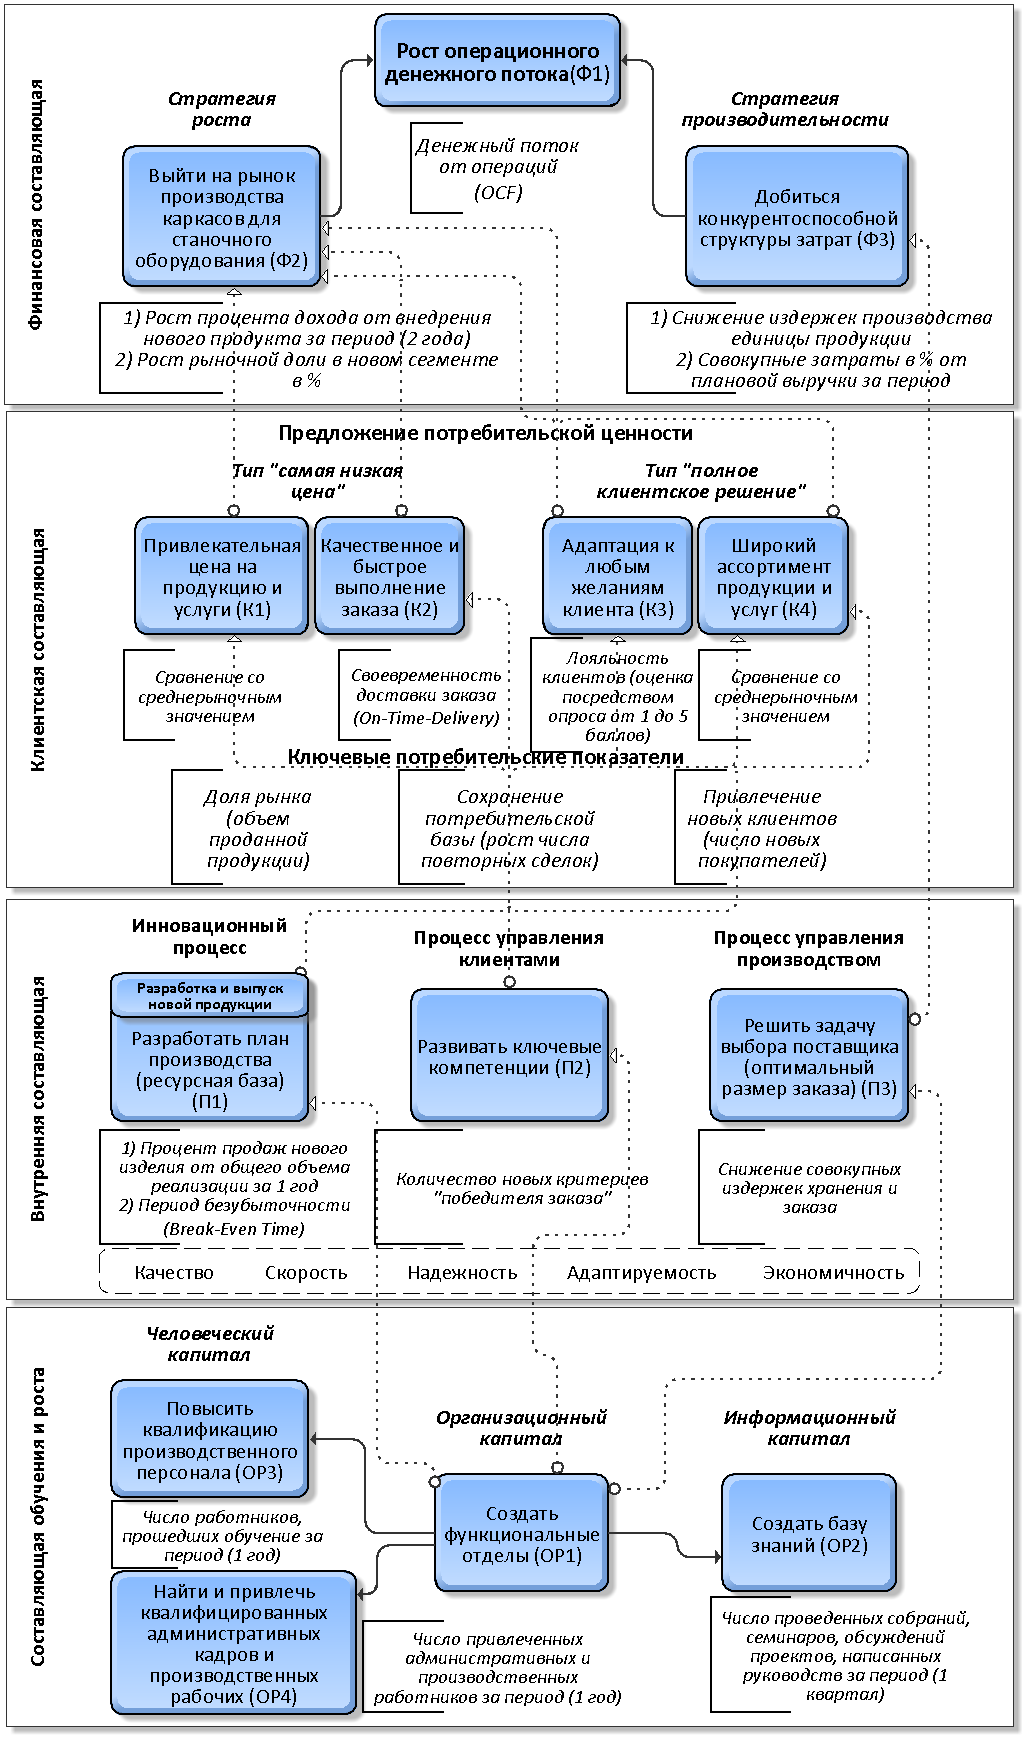 Финансовая составляющая
Рост операционного
денежного потока(Ф1)
Стратегия
роста
Стратегия
производительности
Денежный поток
от операций
(OCF)
Выйти на рынок
производства
каркасов для
станочного
оборудования (Ф2)
Добиться
конкурентоспособной
структуры затрат (Ф3)
1) Рост процента дохода от внедрения
нового продукта за период (2 года)
2) Рост рыночной доли в новом сегменте
в %
1) Снижение издержек производства
единицы продукции
2) Совокупные затраты в % от
плановой выручки за период
Клиентская составляющая
Предложение потребительской ценности
Тип "самая низкая
цена"
Тип "полное
клиентское решение"
Привлекательная
цена на
продукцию и
услуги (К1)
Качественное и
быстрое
выполнение
заказа (К2)
Адаптация к
любым
желаниям
клиента (К3)
Широкий
ассортимент
продукции и
услуг (К4)
Сравнение со
среднерыночным
значением
Своевременность
доставки заказа
(On-Time-Delivery)
Лояльность
клиентов (оценка
посредством
опроса от 1 до 5
баллов)
Сравнение со
среднерыночным
значением
Ключевые потребительские показатели
Доля рынка
(объем
проданной
продукции)
Сохранение
потребительской
базы (рост числа
повторных сделок)
Привлечение
новых клиентов
(число новых
покупателей)
Внутренняя составляющая
Инновационный
процесс
Процесс управления
клиентами
Процесс управления
производством
Разработка и выпуск
новой продукции
Разработать план
производства
(ресурсная база)
(П1)
Развивать ключевые
компетенции (П2)
Решить задачу
выбора поставщика
(оптимальный
размер заказа) (П3)
1) Процент продаж нового
изделия от общего объема
реализации за 1 год
2) Период безубыточности
(Break-Even Time)
Количество новых критериев
"победителя заказа"
Снижение совокупных
издержек хранения и
заказа
Качество Скорость Надежность Адаптируемость Экономичность
Составляющая обучения и роста
Человеческий
капитал
Организационный
капитал
Информационный
капитал
Повысить
квалификацию
производственного
персонала (ОР3)
Число работников,
прошедших обучение за
период (1 год)
Создать
функциональные
отделы (ОР1)
Создать базу
знаний (ОР2)
Найти и привлечь
квалифицированных
административных
кадров и
производственных
рабочих (ОР4)
Число привлеченных
административных и
производственных
работников за период (1 год)
Число проведенных собраний,
семинаров, обсуждений
проектов, написанных
руководств за период (1
квартал)